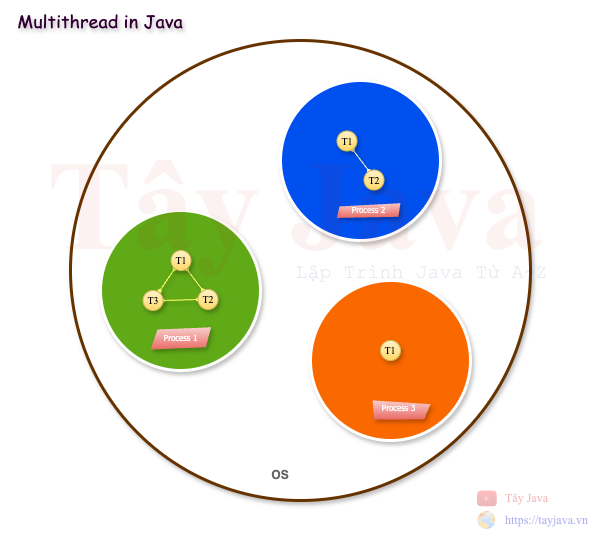 Multithread in Java
T1
T2
Process 2
Tây Java
Lập Trình Java Từ A-Z
T1
T3
T2
Process 1
T1
Process 3
OS
Tây Java
https://tayjava.vn